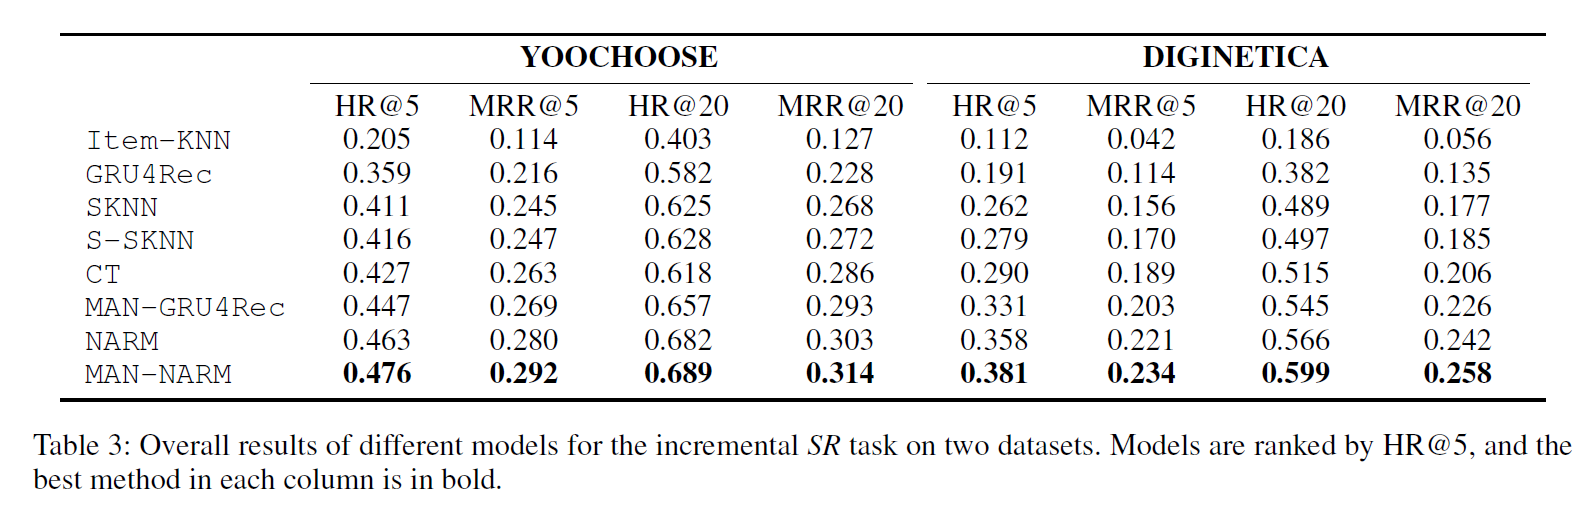 YOOCHOOSE DIGINETICA
HR@5 MRR@5 HR@20 MRR@20 HR@5 MRR@5 HR@20 MRR@20
Item-KNN 0.205 0.114 0.403 0.127 0.112 0.042 0.186 0.056
GRU4Rec 0.359 0.216 0.582 0.228 0.191 0.114 0.382 0.135
SKNN 0.411 0.245 0.625 0.268 0.262 0.156 0.489 0.177
S-SKNN 0.416 0.247 0.628 0.272 0.279 0.170 0.497 0.185
CT 0.427 0.263 0.618 0.286 0.290 0.189 0.515 0.206
MAN-GRU4Rec 0.447 0.269 0.657 0.293 0.331 0.203 0.545 0.226
NARM 0.463 0.280 0.682 0.303 0.358 0.221 0.566 0.242
MAN-NARM 0.476 0.292 0.689 0.314 0.381 0.234 0.599 0.258
Table 3: Overall results of different models for the incremental SR task on two datasets. Models are ranked by HR@5, and the
best method in each column is in bold.